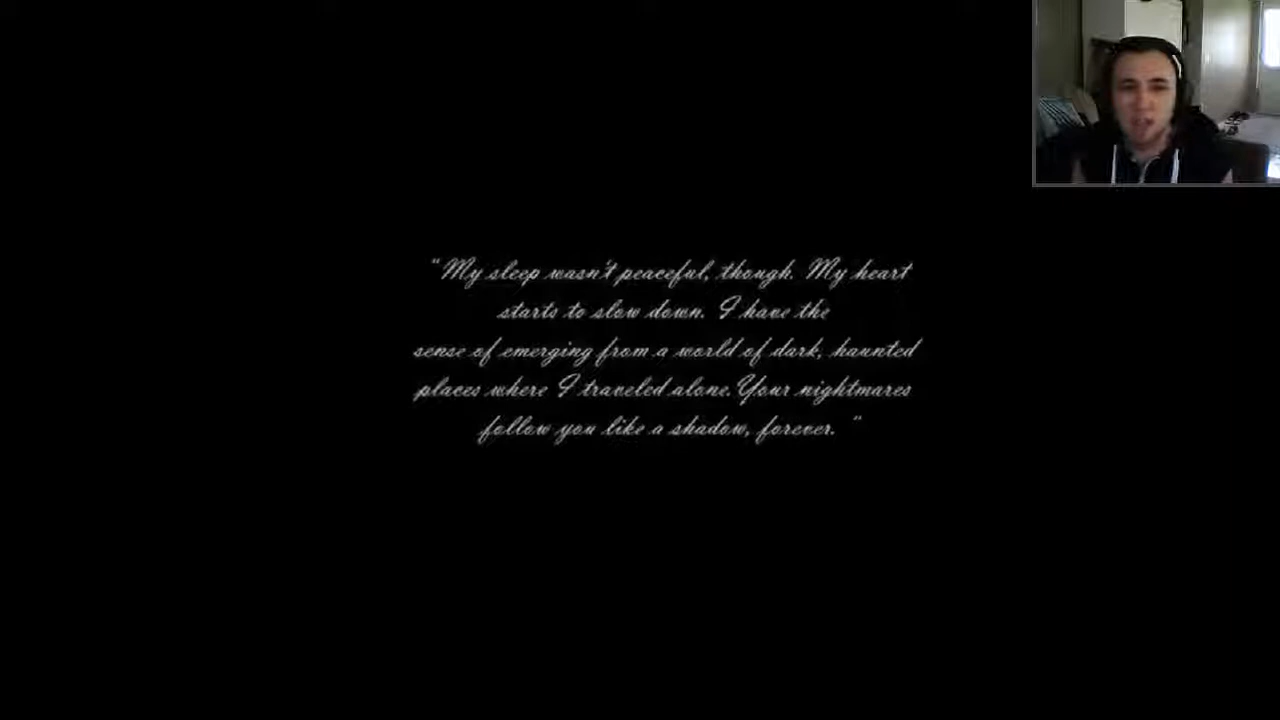 "My sleep wasn't peaceful, though. My heart
starts to slow down. I have the
sense of emerging from a world of dark, haunted
places where I traveled alone. Your nightmares
follow you like a shadow, forever. "